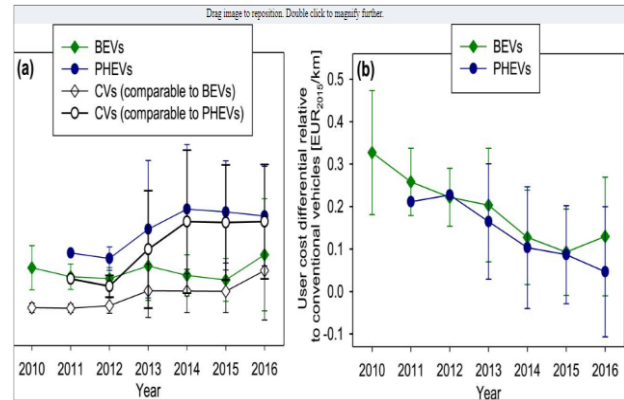 Drag image to reposition. Double click to magnify further.
(a)
BEVs
PHEVs
CVs (comparable to BEVs)
CVs (comparable to PHEVs)
2010 2011 2012 2013 2014 2015 2016
Year
(b)
BEVs
PHEVs
User cost differential relative
to conventional vehicles [EUR2015/km]
0.5
0.4
0.3
0.2
0.1
0.0
-0.1
2010 2011 2012 2013 2014 2015 2016
Year